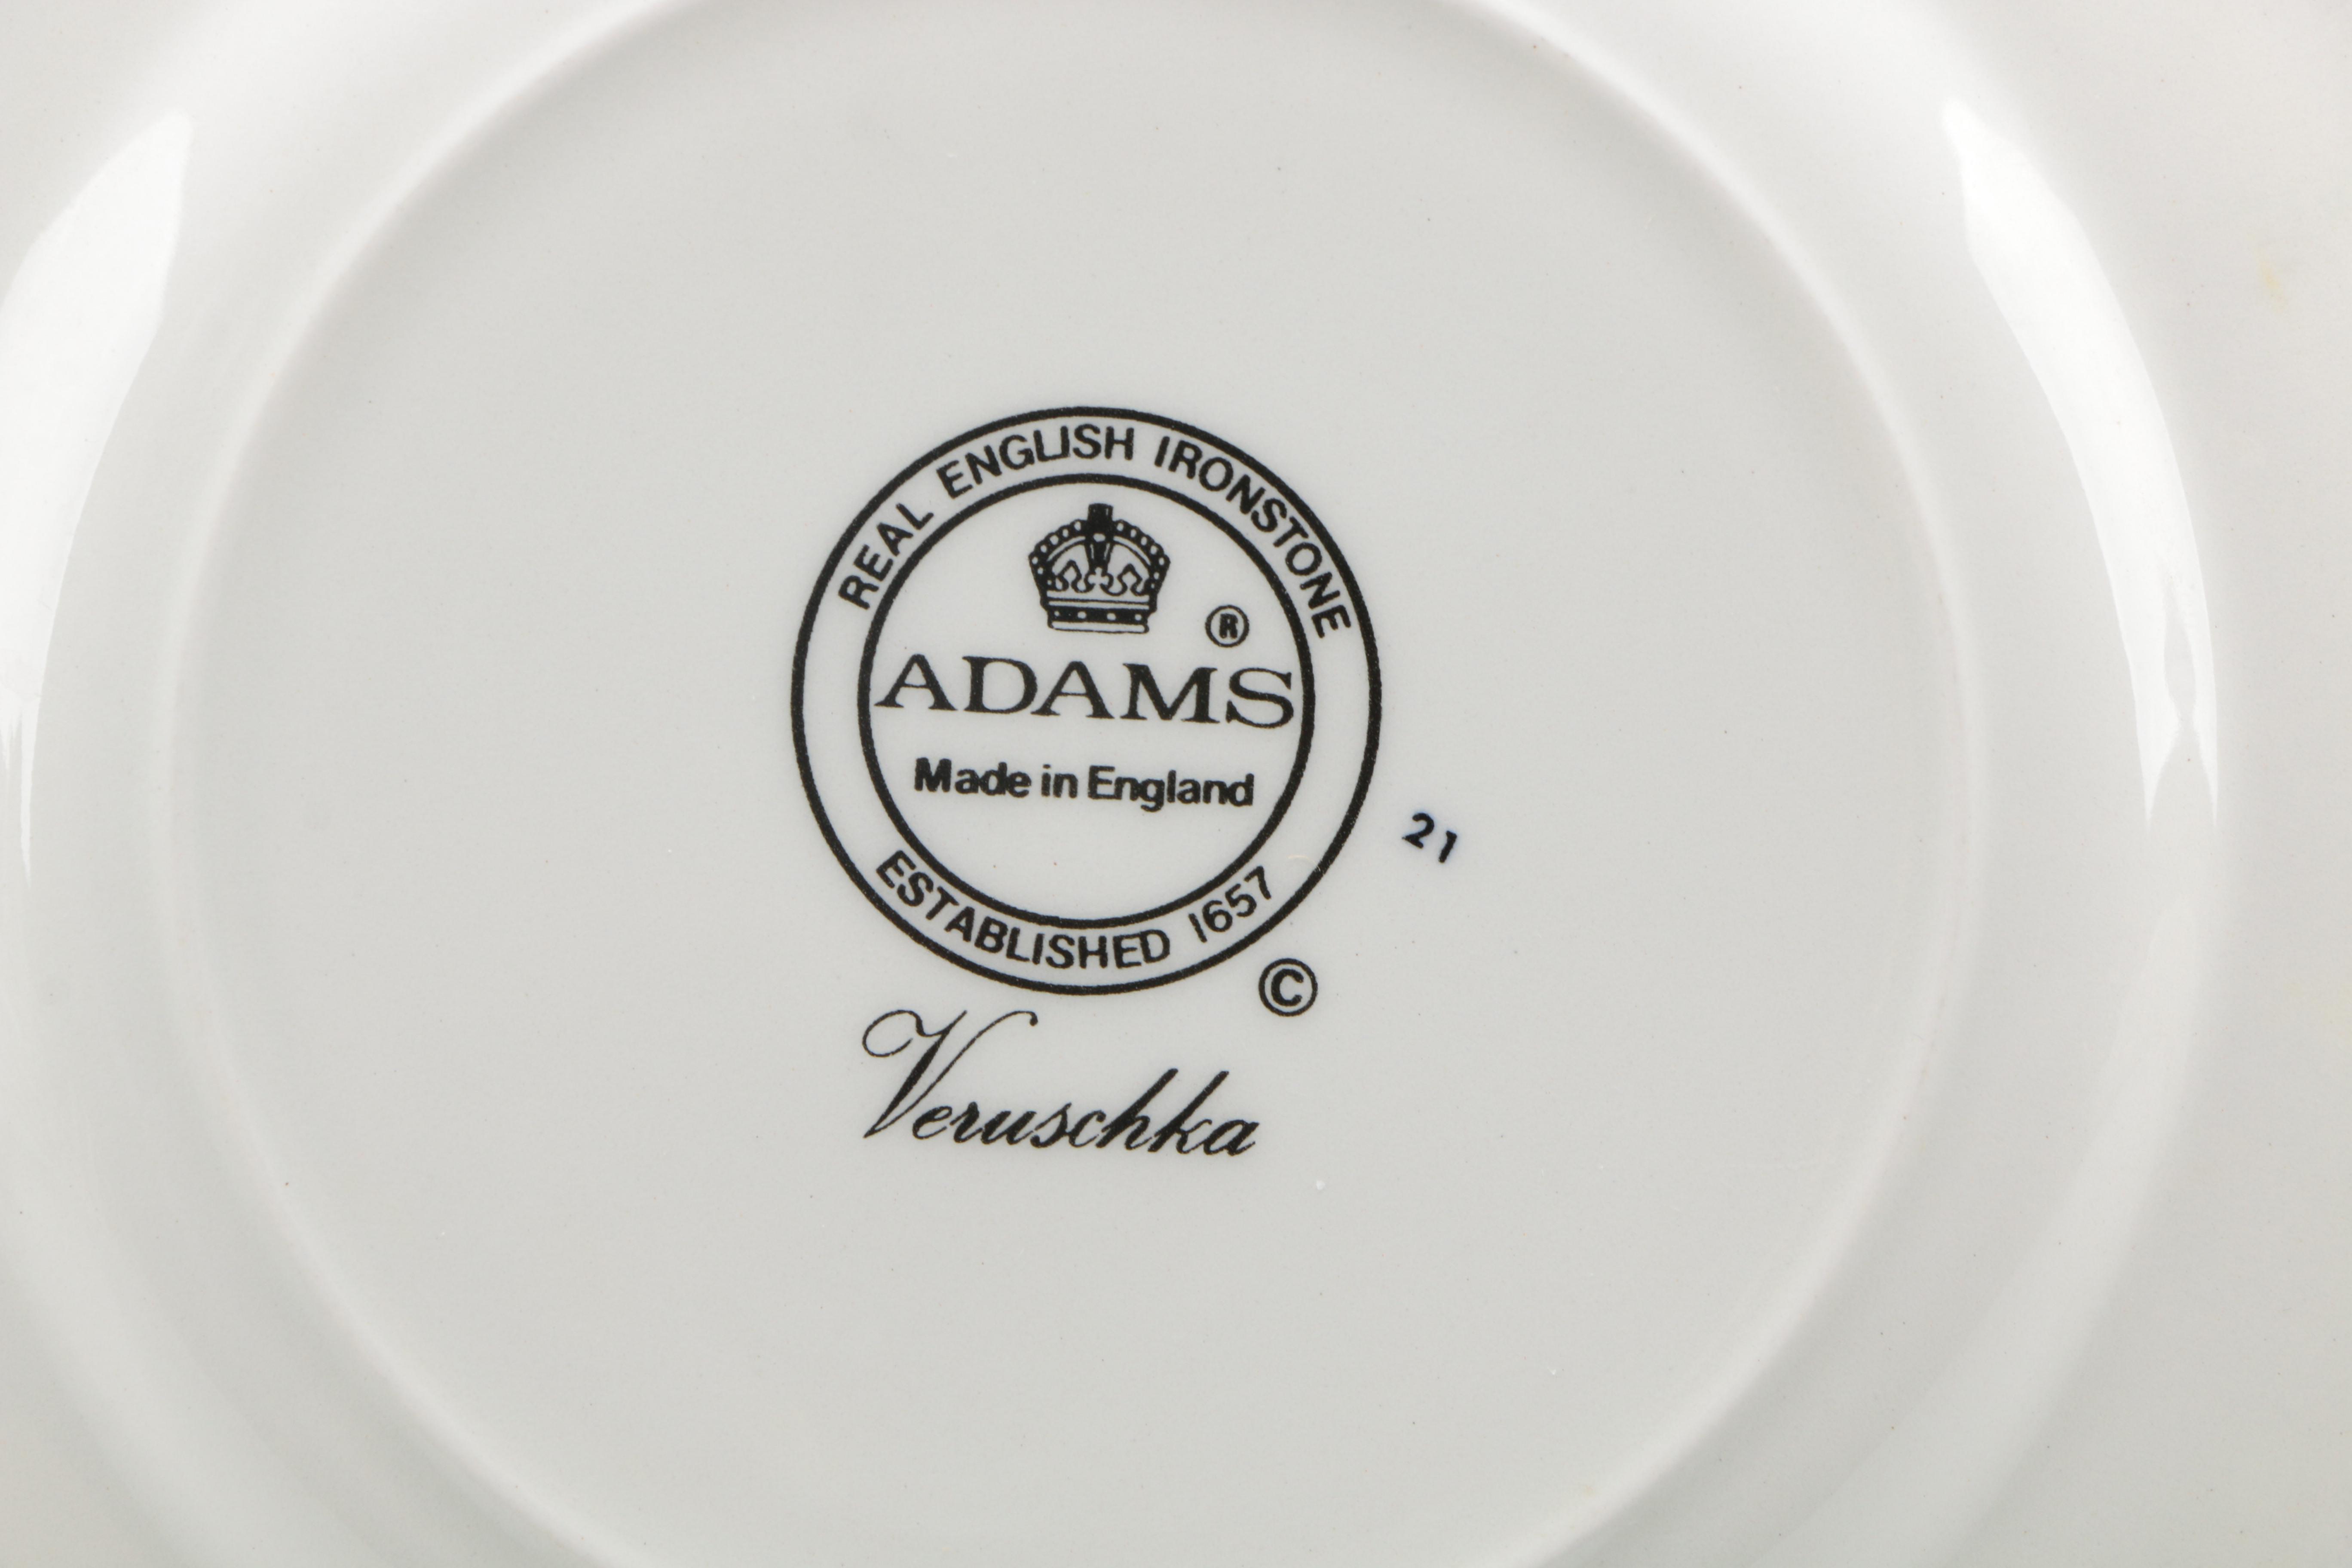 REAL ENGLISH IRONSTONE
®
ADAMS
Made in England
ESTABLISHED 1657
21
©
Veruschka